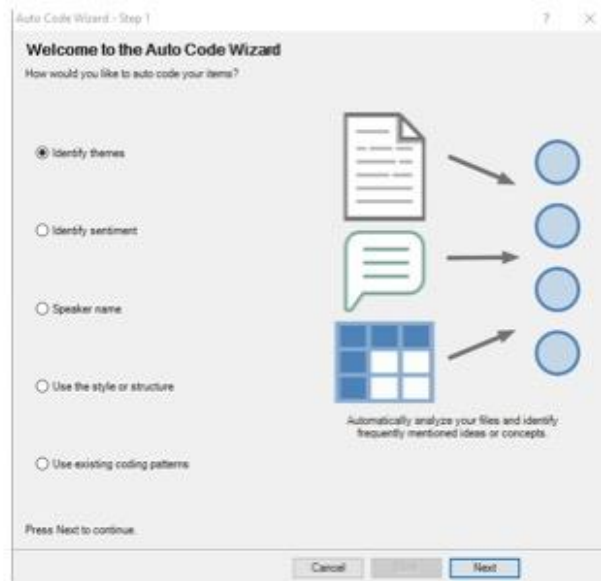 Auto Code Wizard - Step 1
Welcome to the Auto Code Wizard
How would you like to auto code your items?
Identify themes
Identify sentiment
Speaker name
Use the style or structure
Use existing coding patterns
Automatically analyze your files and identify
frequently mentioned ideas or concepts.
Press Next to continue.
Cancel
Next